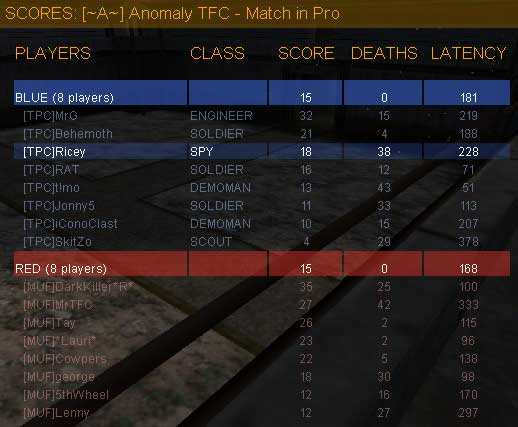 SCORES: [~A~] Anomaly TFC - Match in Pro
PLAYERS CLASS SCORE DEATHS LATENCY
BLUE (8 players) 15 0 181
[TPC]MrG ENGINEER 32 15 219
[TPC]Behemoth SOLDIER 21 4 188
[TPC]Ricey SPY 18 38 228
[TPC]RAT SOLDIER 16 12 71
[TPC]t!mo DEMOMAN 13 43 51
[TPC]Jonny5 SOLDIER 11 33 113
[TPC]iConoClast DEMOMAN 10 15 207
[TPC]SkitZo SCOUT 4 29 378
RED (8 players) 15 0 168
[MUF]DarkKiller*R* 35 25 100
[MUF]MrTFC 27 42 333
[MUF]Tay 26 2 115
[MUF]*Lauri* 23 2 96
[MUF]Cowpers 22 5 138
[MUF]george 18 30 98
[MUF]5thWheel 12 16 170
[MUF]Lenny 12 27 297